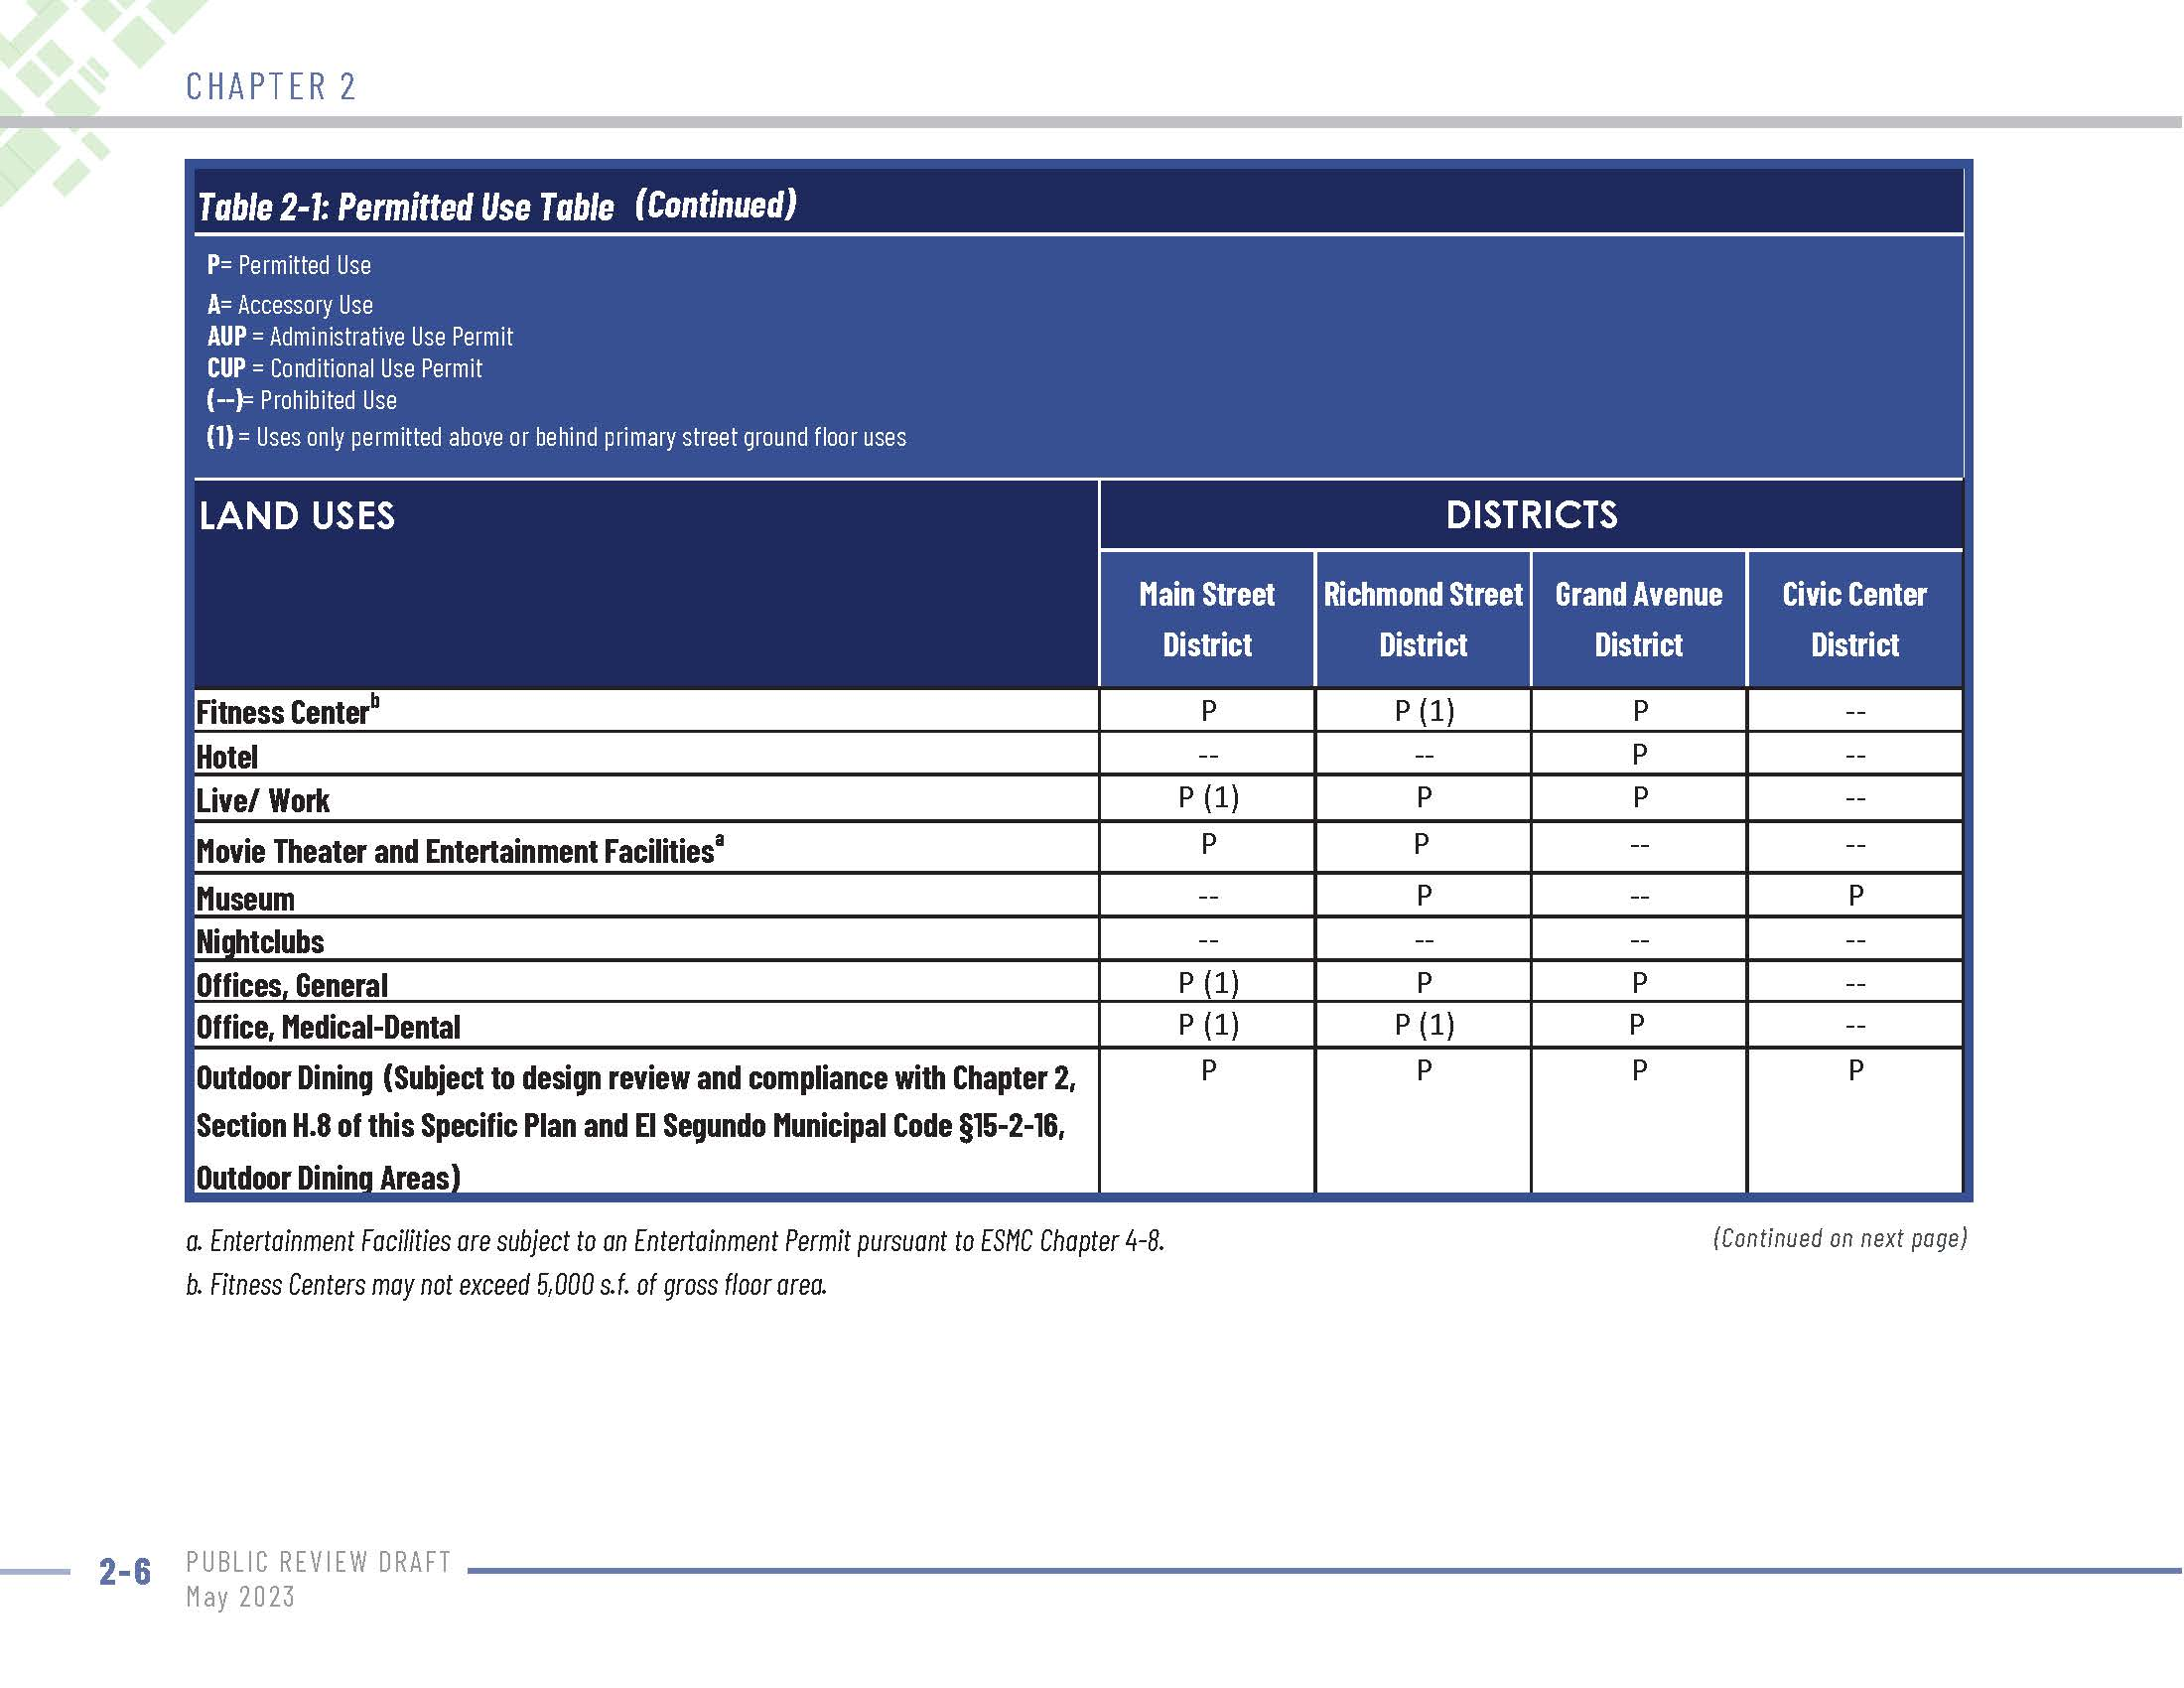 CHAPTER 2
Table 2-1: Permitted Use Table (Continued)
P= Permitted Use
A= Accessory Use
AUP = Administrative Use Permit
CUP = Conditional Use Permit
(--)= Prohibited Use
(1) = Uses only permitted above or behind primary street ground floor uses
LAND USES
DISTRICTS
Main Street District
Richmond Street District
Grand Avenue District
Civic Center District
Fitness Center^b P P (1) P --
Hotel -- -- P --
Live/ Work P (1) P P --
Movie Theater and Entertainment Facilities^a P P -- --
Museum -- P -- P
Nightclubs -- -- -- --
Offices, General P (1) P P --
Office, Medical-Dental P (1) P (1) P --
Outdoor Dining (Subject to design review and compliance with Chapter 2, P P P P
Section H.8 of this Specific Plan and El Segundo Municipal Code §15-2-16,
Outdoor Dining Areas)
a. Entertainment Facilities are subject to an Entertainment Permit pursuant to ESMC Chapter 4-8.
(Continued on next page)
b. Fitness Centers may not exceed 5,000 s.f. of gross floor area.
2-6
PUBLIC REVIEW DRAFT
May 2023